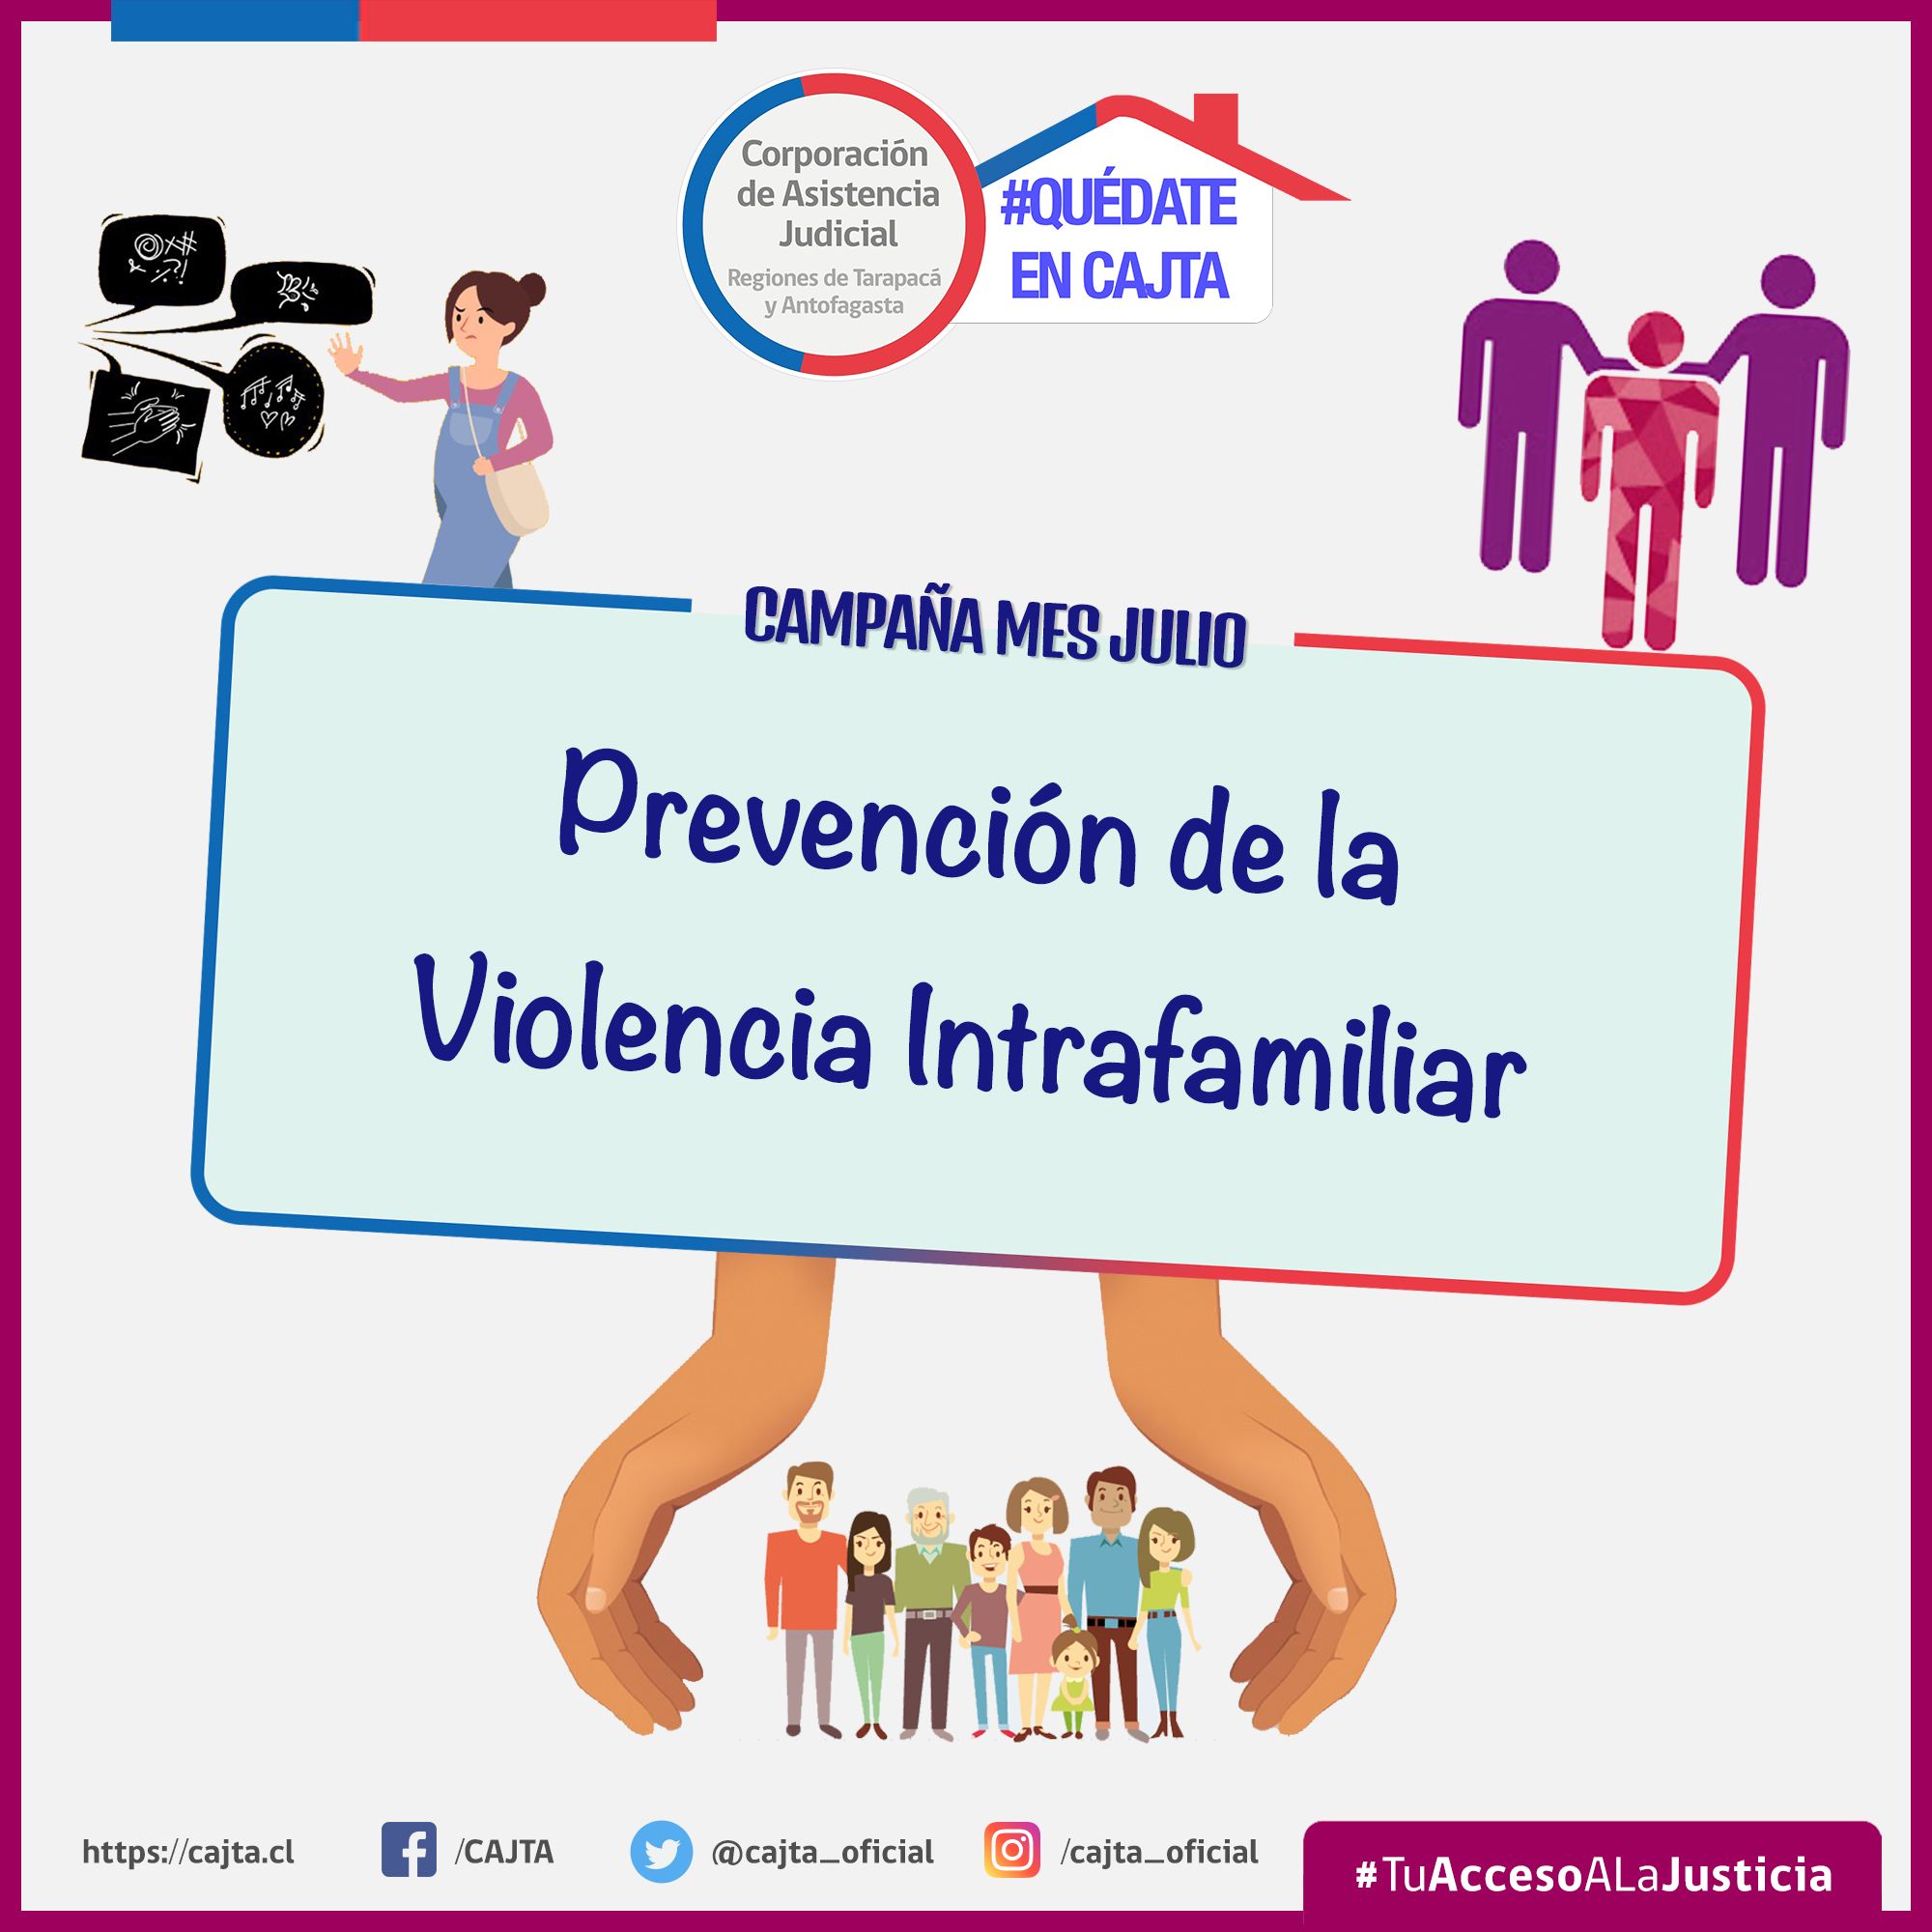 Corporación
de Asistencia
Judicial
Regiones de Tarapacá
y Antofagasta
#QUÉDATE
EN CAJTA
CAMPAÑA MES JULIO
Prevención de la
Violencia Intrafamiliar
https://cajta.cl
/CAJTA
@cajta_oficial
/cajta_oficial
#TuAccesoALaJusticia